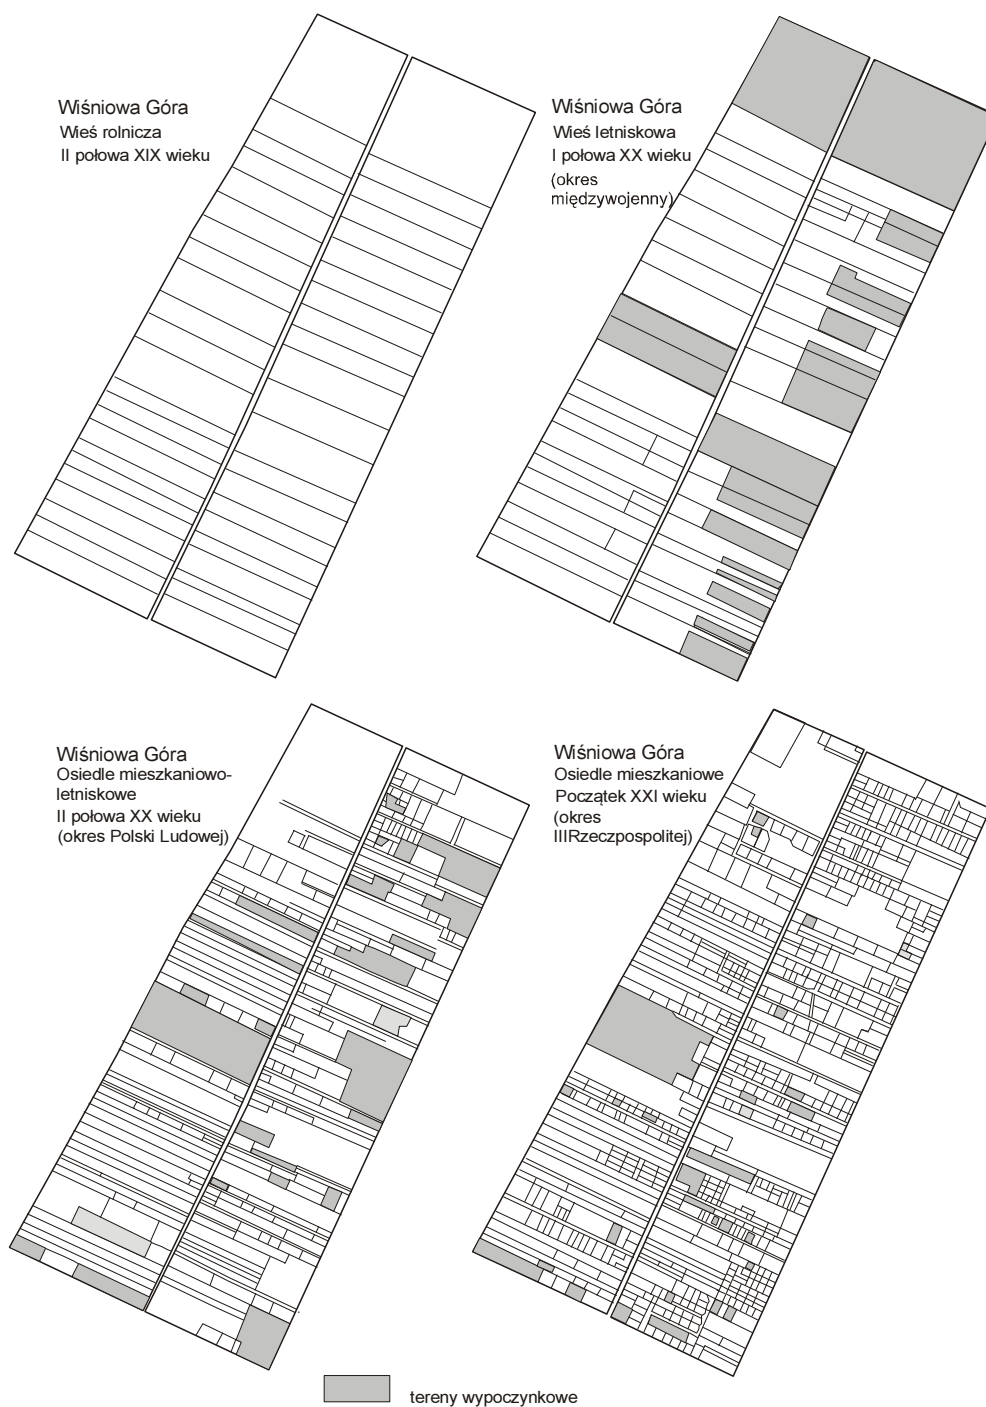 Wiśniowa Góra
Wieś rolnicza
II połowa XIX wieku
Wiśniowa Góra
Wieś letniskowa
I połowa XX wieku
(okres
międzywojenny)
Wiśniowa Góra
Osiedle mieszkaniowo-
letniskowe
II połowa XX wieku
(okres Polski Ludowej)
Wiśniowa Góra
Osiedle mieszkaniowe
Początek XXI wieku
(okres
IIIRzeczpospolitej)
tereny wypoczynkowe